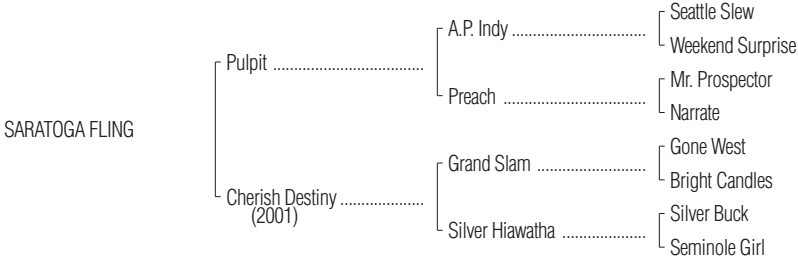 Seattle Slew
A.P. Indy ................................
Weekend Surprise
Pulpit ....................................
Mr. Prospector
Preach ..................................
Narrate
SARATOGA FLING
Gone West
Grand Slam ..........................
Bright Candles
Cherish Destiny ....................
(2001)
Silver Buck
Silver Hiawatha ....................
Seminole Girl